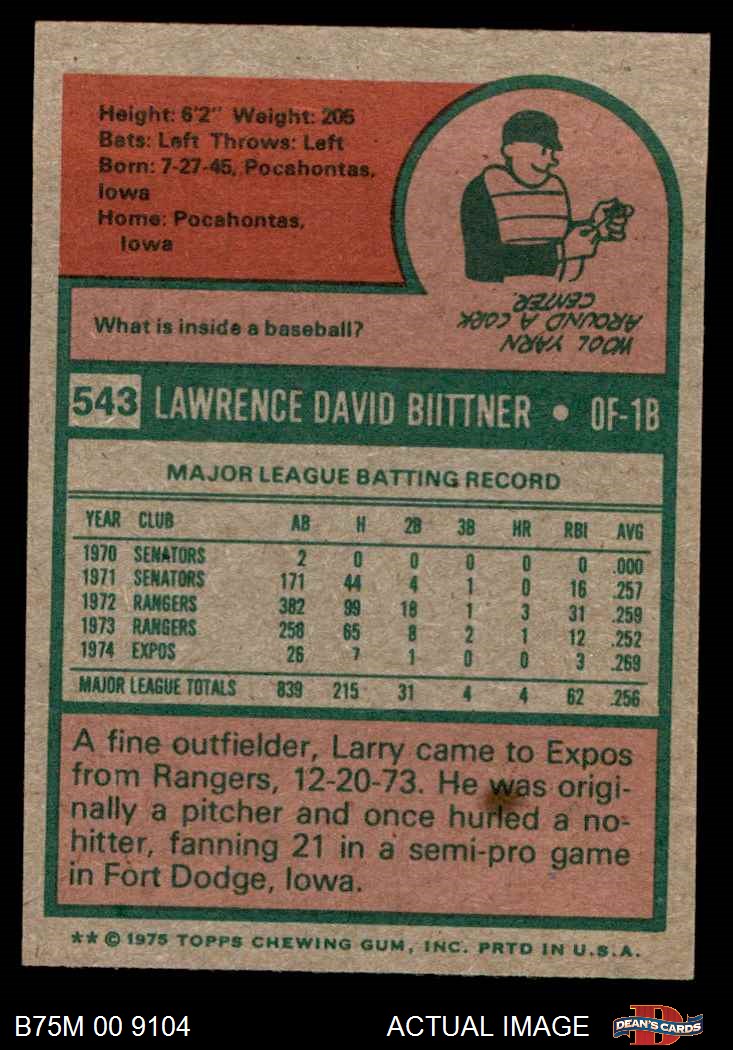 Height: 6'2" Weight: 205
Bats: Left Throws: Left
Born: 7-27-45, Pocahontas,
Iowa
Home: Pocahontas,
Iowa
What is inside a baseball?
WOOL YARN
AROUND A CORK
CENTER.
543 LAWRENCE DAVID BIITTNER • OF-1B
MAJOR LEAGUE BATTING RECORD
YEAR CLUB AB H 2B 3B HR RBI AVG
1970 SENATORS 2 0 0 0 0 0 .000
1971 SENATORS 171 44 4 1 0 16 .257
1972 RANGERS 382 99 18 1 3 31 .259
1973 RANGERS 258 65 8 2 1 12 .252
1974 EXPOS 26 7 1 0 0 3 .269
MAJOR LEAGUE TOTALS 839 215 31 4 4 62 .256
A fine outfielder, Larry came to Expos
from Rangers, 12-20-73. He was origi-
nally a pitcher and once hurled a no-
hitter, fanning 21 in a semi-pro game
in Fort Dodge, Iowa.
** © 1975 TOPPS CHEWING GUM, INC. PRTD IN U.S.A.
B75M 00 9104 ACTUAL IMAGE DEAN'S CARDS